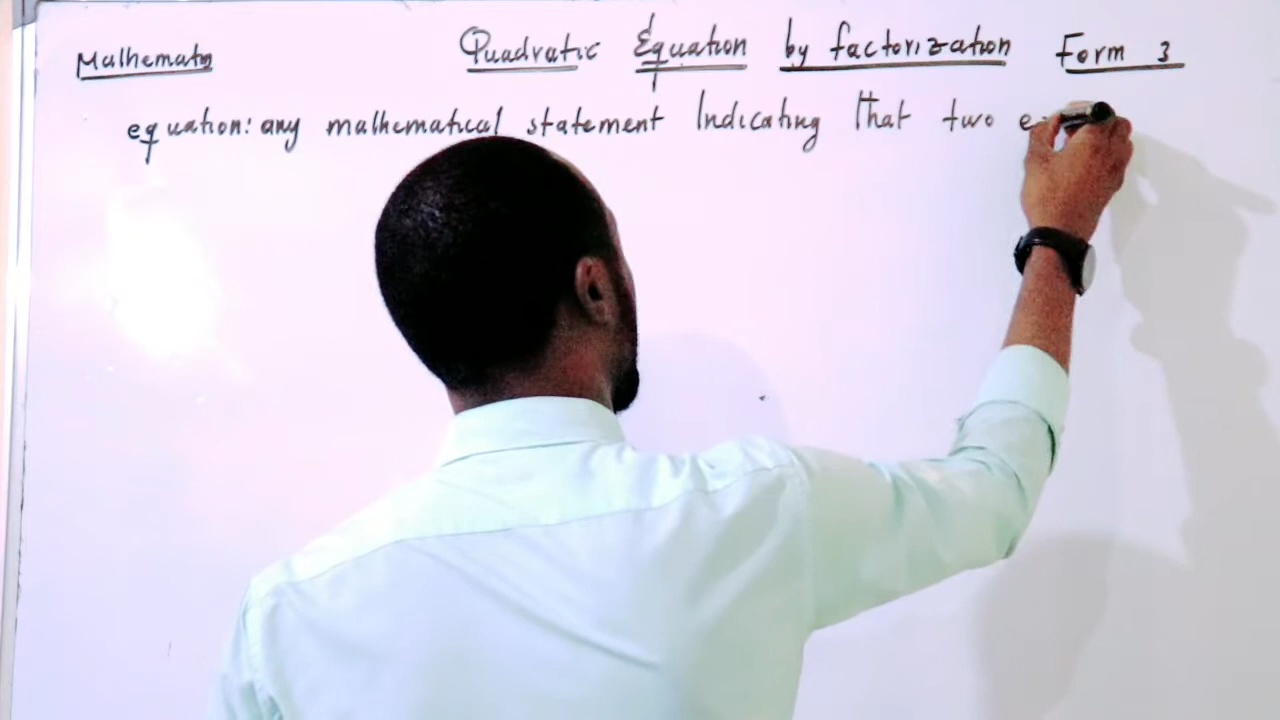 Mathematics Quadratic Equation by factorization Form 3
equation: any mathematical statement Indicating that two